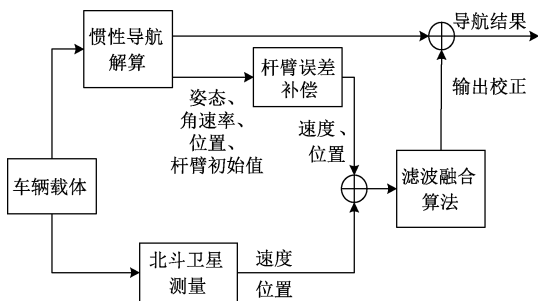 惯性导航
解算
导航结果
杆臂误差
补偿
输出校正
姿态、
角速率、
位置、
杆臂初始值
速度、
位置
车辆载体
滤波融合
算法
北斗卫星
测量
速度
位置